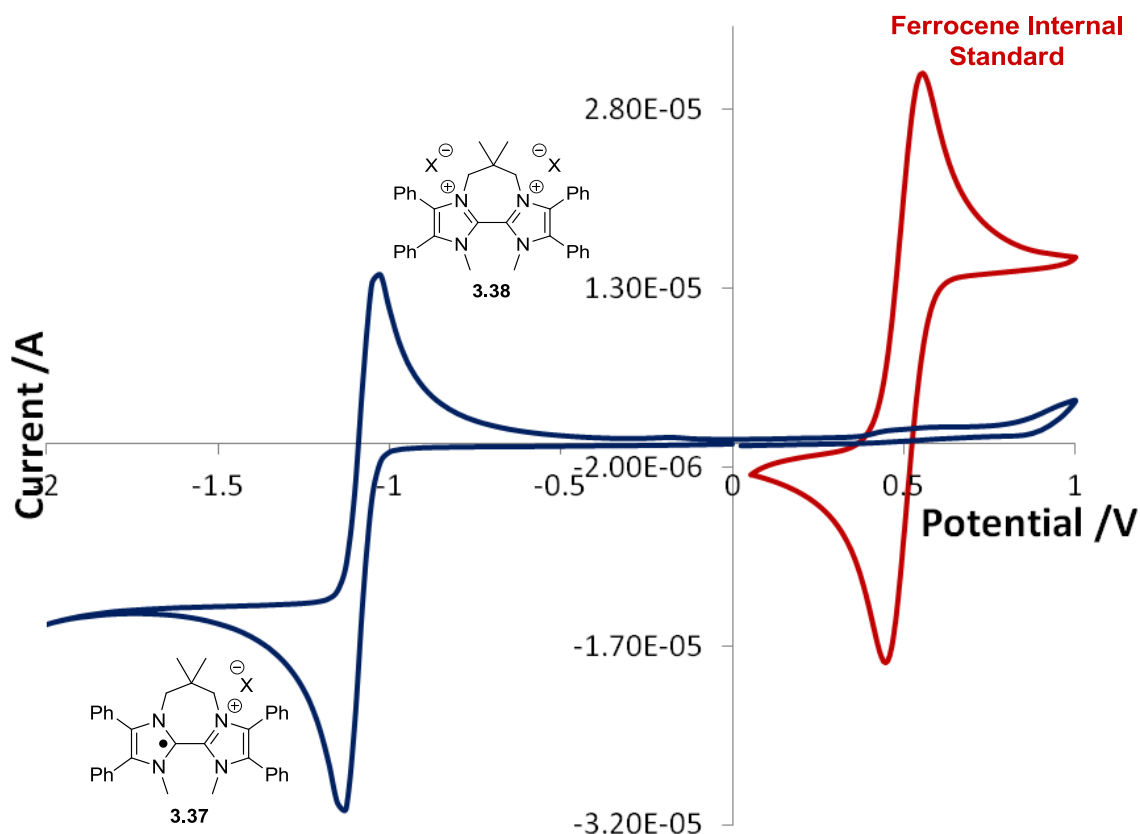 Ferrocene Internal
Standard
2.80E-05
X ⊖ ⊖ X
⊕ ⊕
Ph N N Ph
Ph N N Ph
3.38
1.30E-05
Current /A
-2 -1.5 -1 -0.5 0 0.5 1
-2.00E-06
Potential /V
⊖
X
⊕
Ph N N Ph
Ph N N Ph
3.37
-1.70E-05
-3.20E-05